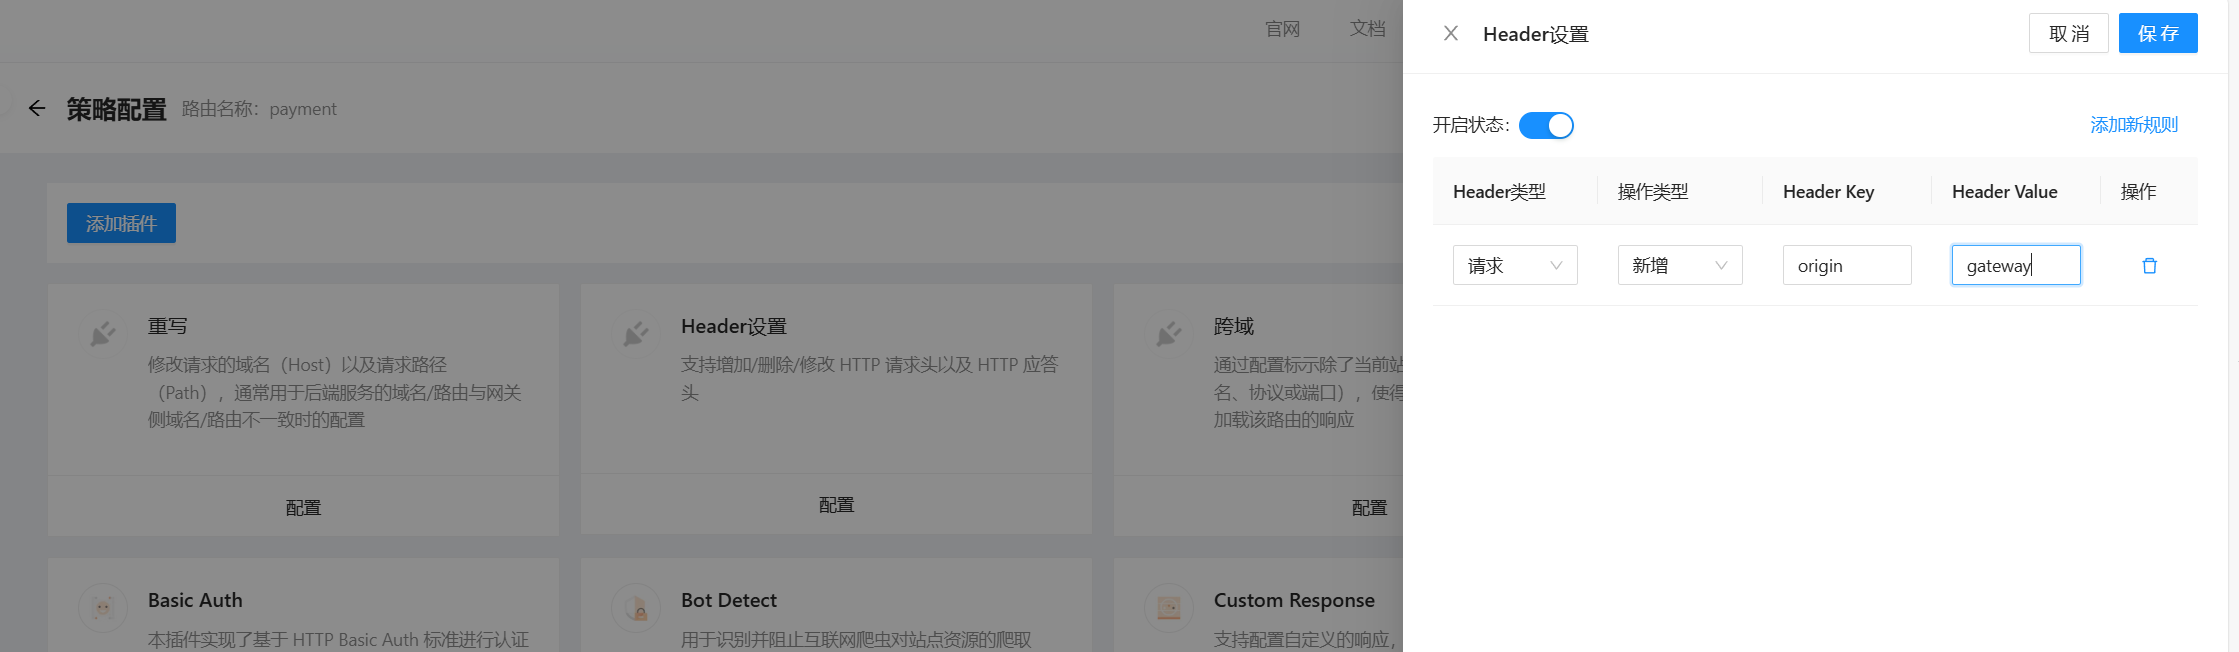 官网
文档
策略配置
路由名称：payment
添加插件
重写
修改请求的域名（Host）以及请求路径
（Path），通常用于后端服务的域名/路由与网关
侧域名/路由不一致时的配置
配置
Header设置
支持增加/删除/修改 HTTP 请求头以及 HTTP 应答
头
配置
跨域
通过配置标示除了当前站
名、协议或端口），使得
加载该路由的响应
配置
Basic Auth
本插件实现了基于 HTTP Basic Auth 标准进行认证
Bot Detect
用于识别并阻止互联网爬虫对站点资源的爬取
Custom Response
支持配置自定义的响应，
Header设置
取 消
保 存
开启状态：
添加新规则
Header类型
操作类型
Header Key
Header Value
操作
请求
新增
origin
gateway